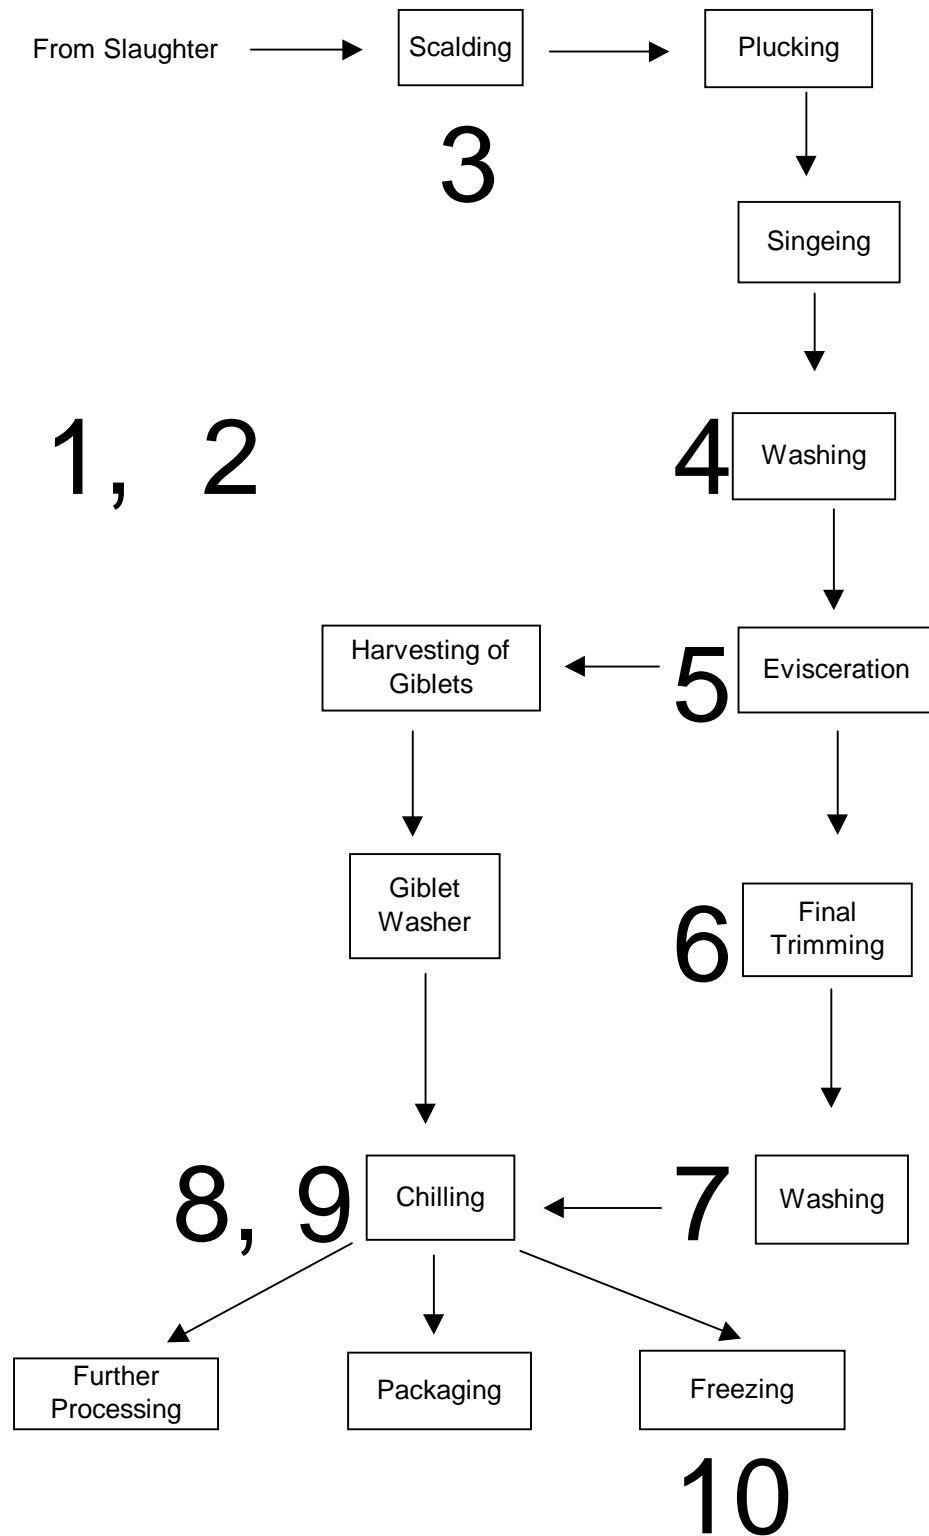 From Slaughter
Scalding
Plucking
3
Singeing
1, 2
4
Washing
Harvesting of
Giblets
5
Evisceration
Giblet
Washer
6
Final
Trimming
8, 9
Chilling
7
Washing
Further
Processing
Packaging
Freezing
10